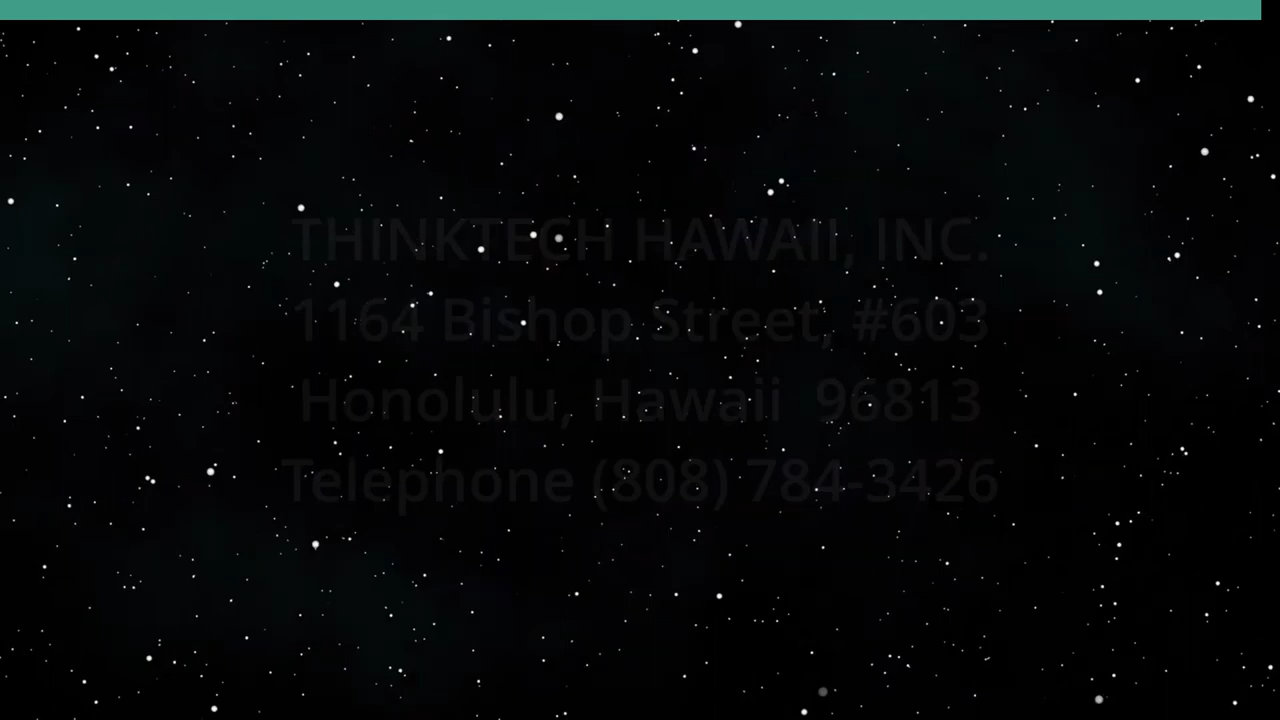 THINKTECH HAWAII, INC.
1164 Bishop Street, #603
Honolulu, Hawaii 96813
Telephone (808) 784-3426